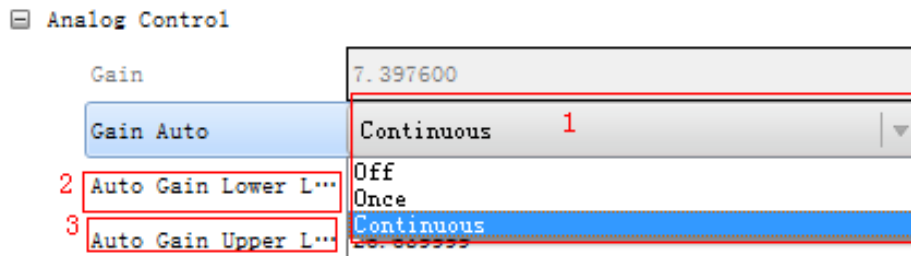 Analog Control
Gain 7.397600
Gain Auto Continuous 1
Off
2 Auto Gain Lower L… Once
Continuous
3 Auto Gain Upper L…